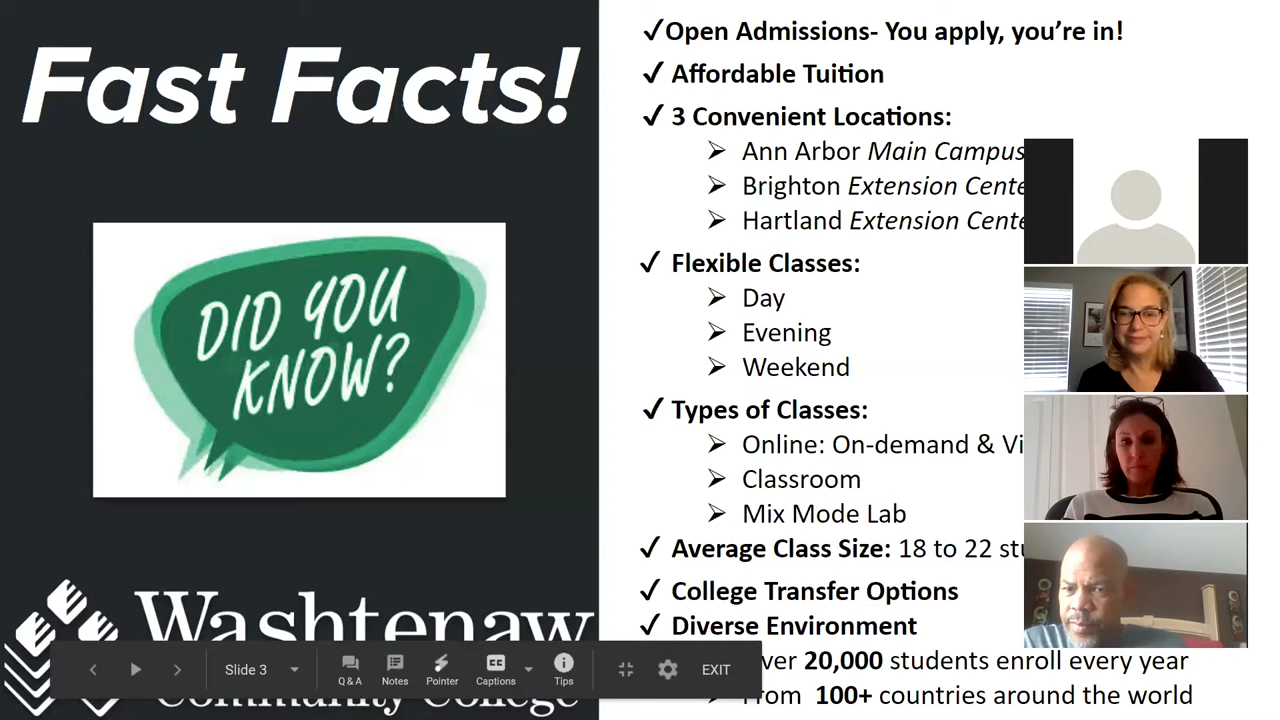 Fast Facts!
DID YOU
KNOW?
Washtenaw
Community College
✓Open Admissions- You apply, you’re in!
✓ Affordable Tuition
✓ 3 Convenient Locations:
➢ Ann Arbor Main Campus
➢ Brighton Extension
➢ Hartland Extension
✓ Flexible Classes:
➢ Day
➢ Evening
➢ Weekend
✓ Types of Classes:
➢ Online: On-demand &
➢ Classroom
➢ Mix Mode Lab
✓ Average Class Size: 18 to 22
✓ College Transfer Options
✓ Diverse Environment
20,000 students enroll every year
100+ countries around the world
Slide 3
Q & A
Notes
Pointer
Captions
Tips
EXIT